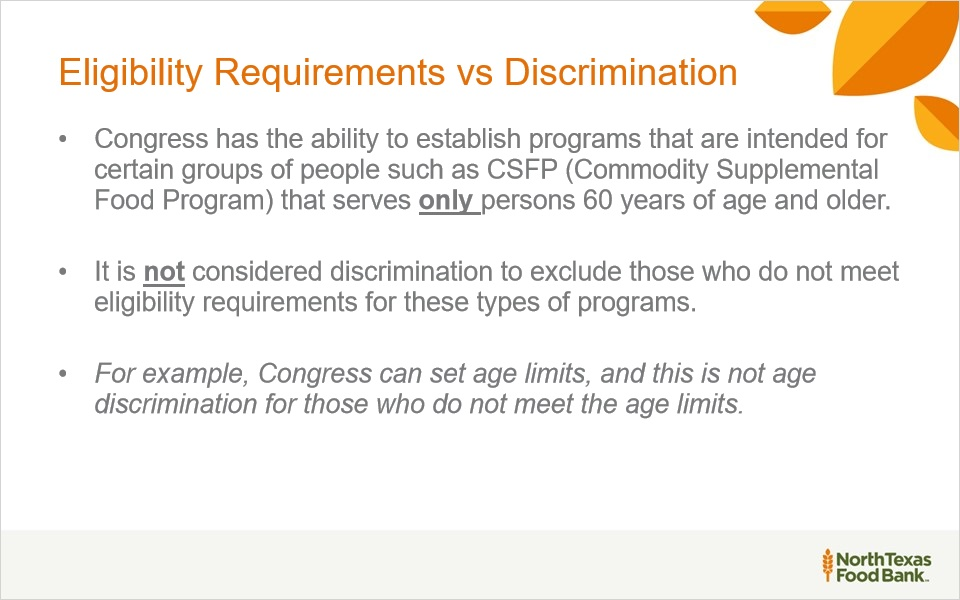 Eligibility Requirements vs Discrimination
• Congress has the ability to establish programs that are intended for
certain groups of people such as CSFP (Commodity Supplemental
Food Program) that serves only persons 60 years of age and older.
• It is not considered discrimination to exclude those who do not meet
eligibility requirements for these types of programs.
• For example, Congress can set age limits, and this is not age
discrimination for those who do not meet the age limits.
North Texas
Food Bank